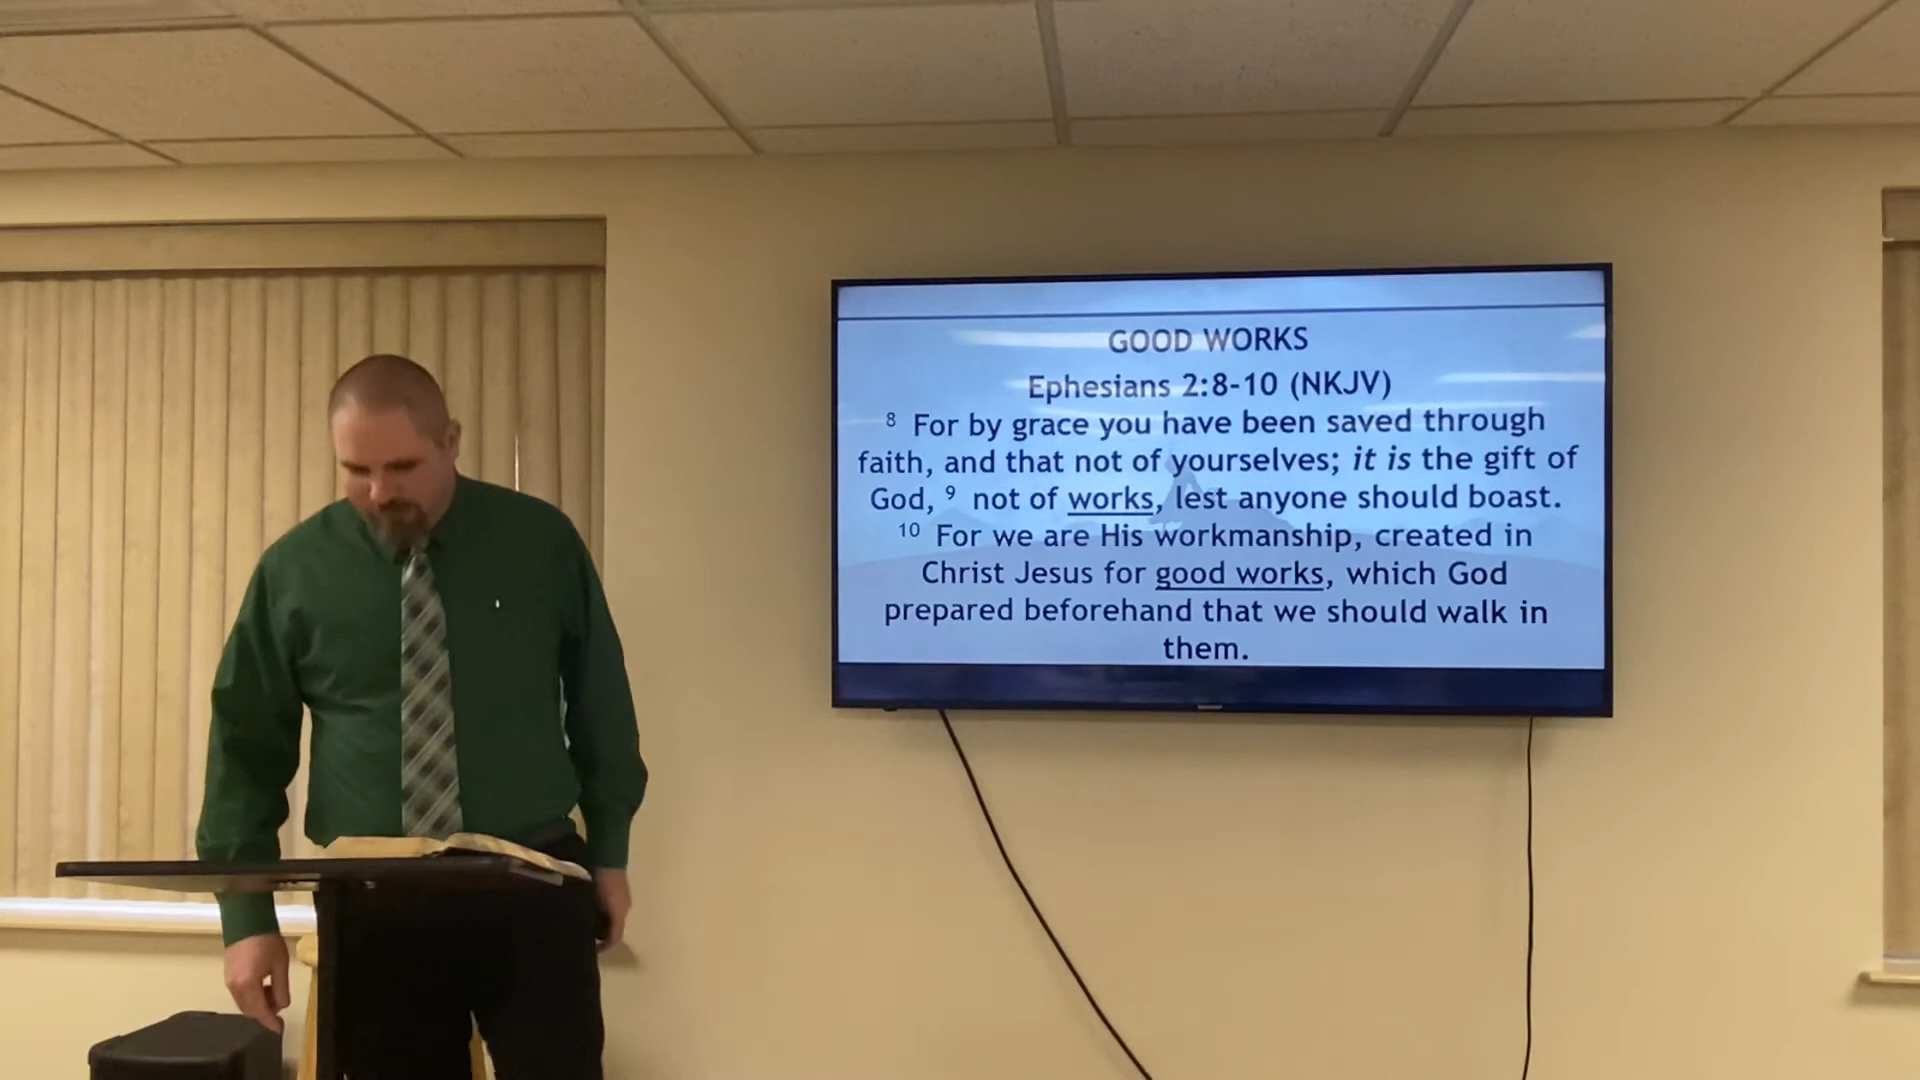 GOOD WORKS
Ephesians 2:8-10 (NKJV)
8 For by grace you have been saved through
faith, and that not of yourselves; it is the gift of
God, 9 not of works, lest anyone should boast.
10 For we are His workmanship, created in
Christ Jesus for good works, which God
prepared beforehand that we should walk in
them.